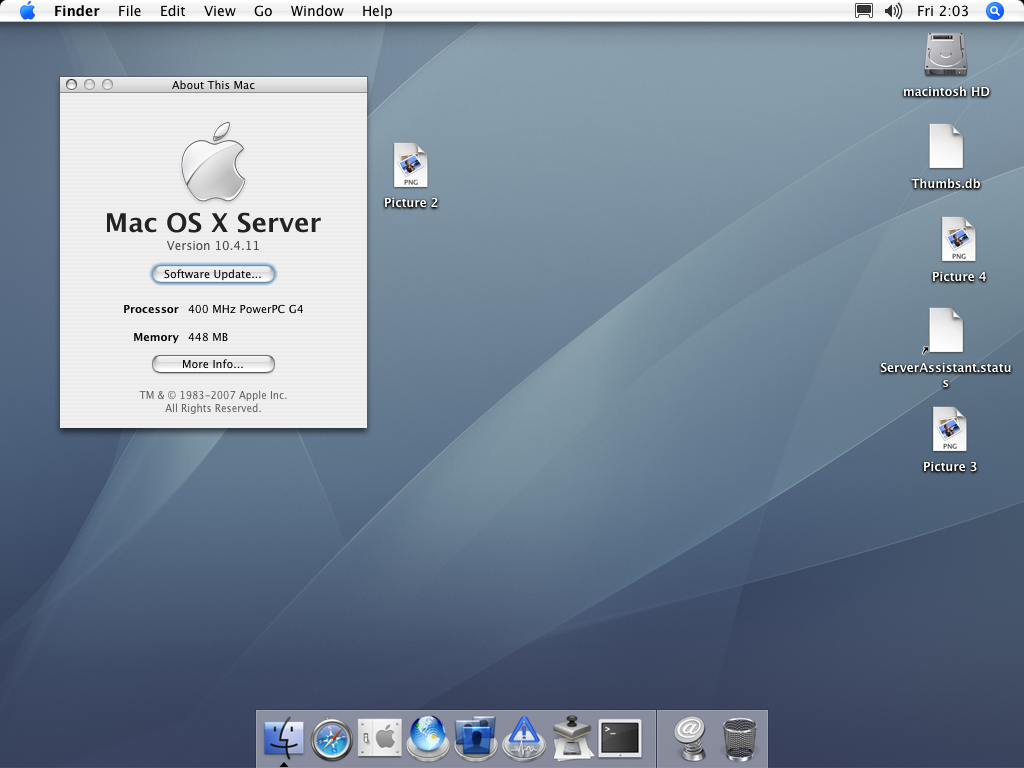 Finder File Edit View Go Window Help Fri 2:03
About This Mac
Mac OS X Server
Version 10.4.11
Software Update...
Processor 400 MHz PowerPC G4
Memory 448 MB
More Info...
TM & © 1983-2007 Apple Inc.
All Rights Reserved.
PNG
Picture 2
macintosh HD
Thumbs.db
PNG
Picture 4
ServerAssistant.statu
s
PNG
Picture 3
>_
@